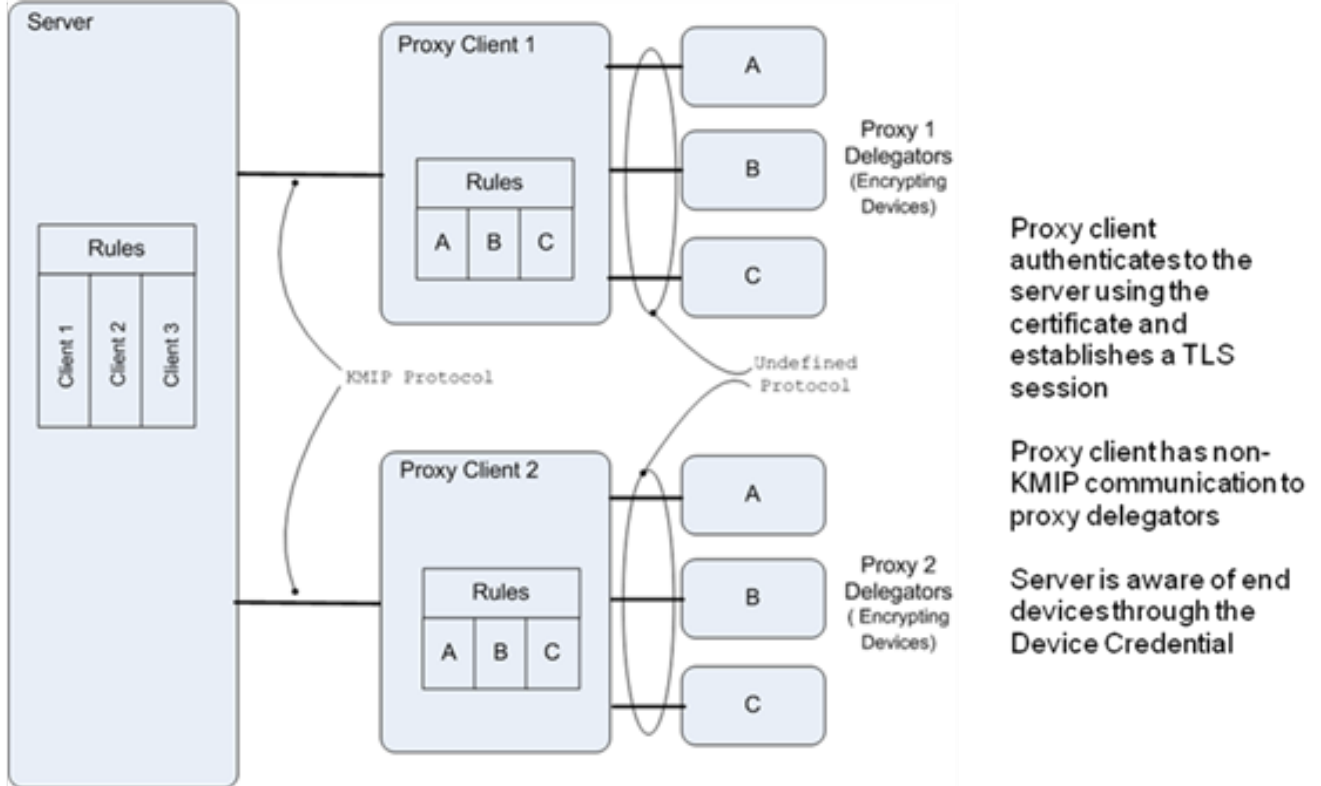 Server
Rules
Client 1
Client 2
Client 3
KMIP Protocol
Proxy Client 1
Rules
A B C
A
B
C
Proxy 1
Delegators
(Encrypting
Devices)
Undefined
Protocol
Proxy Client 2
Rules
A B C
A
B
C
Proxy 2
Delegators
( Encrypting
Devices)
Proxy client
authenticates to the
server using the
certificate and
establishes a TLS
session
Proxy client has non-
KMIP communication to
proxy delegators
Server is aware of end
devices through the
Device Credential